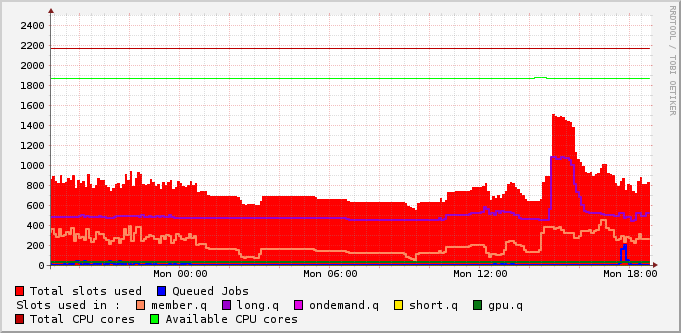 RRDTOOL / TOBI OETIKER
2400
2200
2000
1800
1600
1400
1200
1000
800
600
400
200
0
Mon 00:00 Mon 06:00 Mon 12:00 Mon 18:00
Total slots used Queued Jobs
Slots used in : member.q long.q ondemand.q short.q gpu.q
Total CPU cores Available CPU cores